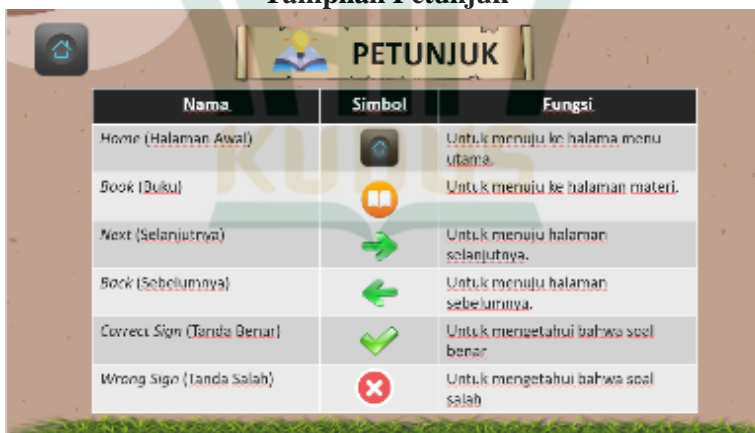 Tampilan Petunjuk
PETUNJUK
Nama Simbol Fungsi
Home (Halaman Awal) Untuk menuju ke halama menu
utama.
Book (Buku) Untuk menuju ke halaman materi.
Next (Selanjutnya) Untuk menuju halaman
selanjutnya.
Back (Sebelumnya) Untuk menuju halaman
sebelumnya.
Correct Sign (Tanda Benar) Untuk mengetahui bahwa soal
benar
Wrong Sign (Tanda Salah) Untuk mengetahui bahwa soal
salah
KUDUS